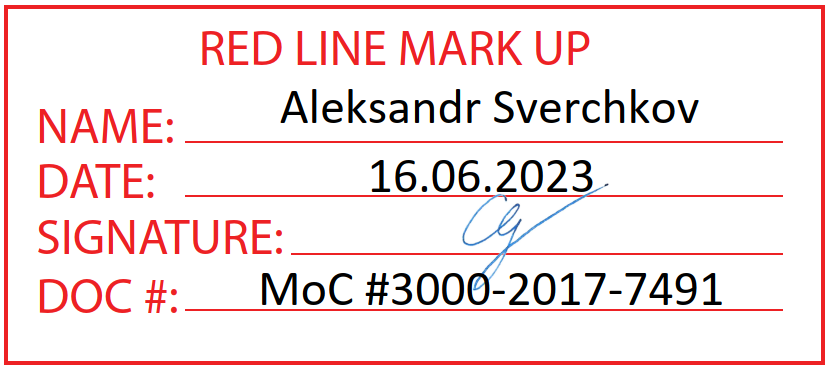 RED LINE MARK UP
NAME: Aleksandr Sverchkov
DATE: 16.06.2023
SIGNATURE:
DOC #: MoC #3000-2017-7491